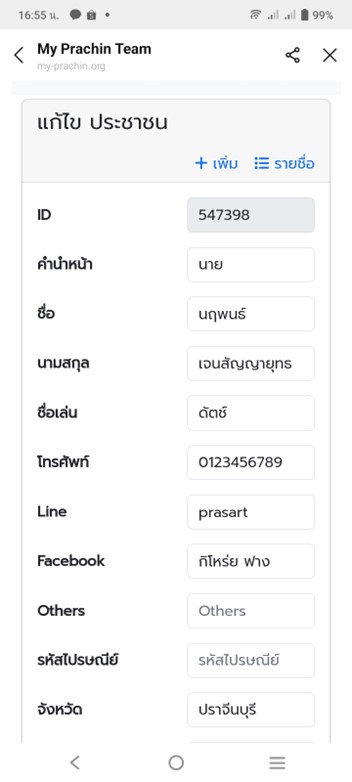 16:55 น. 99%
My Prachin Team
my-prachin.org
แก้ไข ประชาชน
+ เพิ่ม รายชื่อ
ID 547398
คำนำหน้า นาย
ชื่อ นฤพนธ์
นามสกุล เจนสัญญายุทธ
ชื่อเล่น ดัตช์
โทรศัพท์ 0123456789
Line prasart
Facebook กิโหร่ย ฟาง
Others Others
รหัสไปรษณีย์ รหัสไปรษณีย์
จังหวัด ปราจีนบุรี